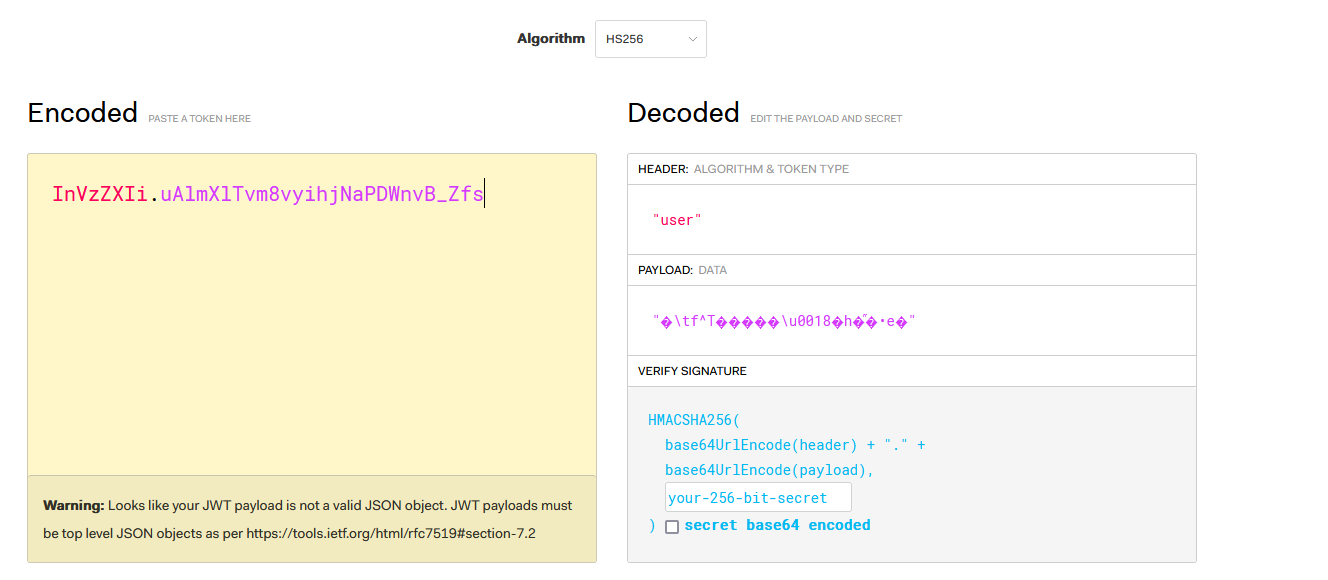 Algorithm HS256
Encoded PASTE A TOKEN HERE
InVzZXIi.uAlmXlTvm8vyihjNaPDWnvB_Zfs
Warning: Looks like your JWT payload is not a valid JSON object. JWT payloads must
be top level JSON objects as per https://tools.ietf.org/html/rfc7519#section-7.2
Decoded EDIT THE PAYLOAD AND SECRET
HEADER: ALGORITHM & TOKEN TYPE
"user"
PAYLOAD: DATA
"�\tf^T�����\u0018�h�֞�e�"
VERIFY SIGNATURE
HMACSHA256(
base64UrlEncode(header) + "." +
base64UrlEncode(payload),
your-256-bit-secret
) secret base64 encoded